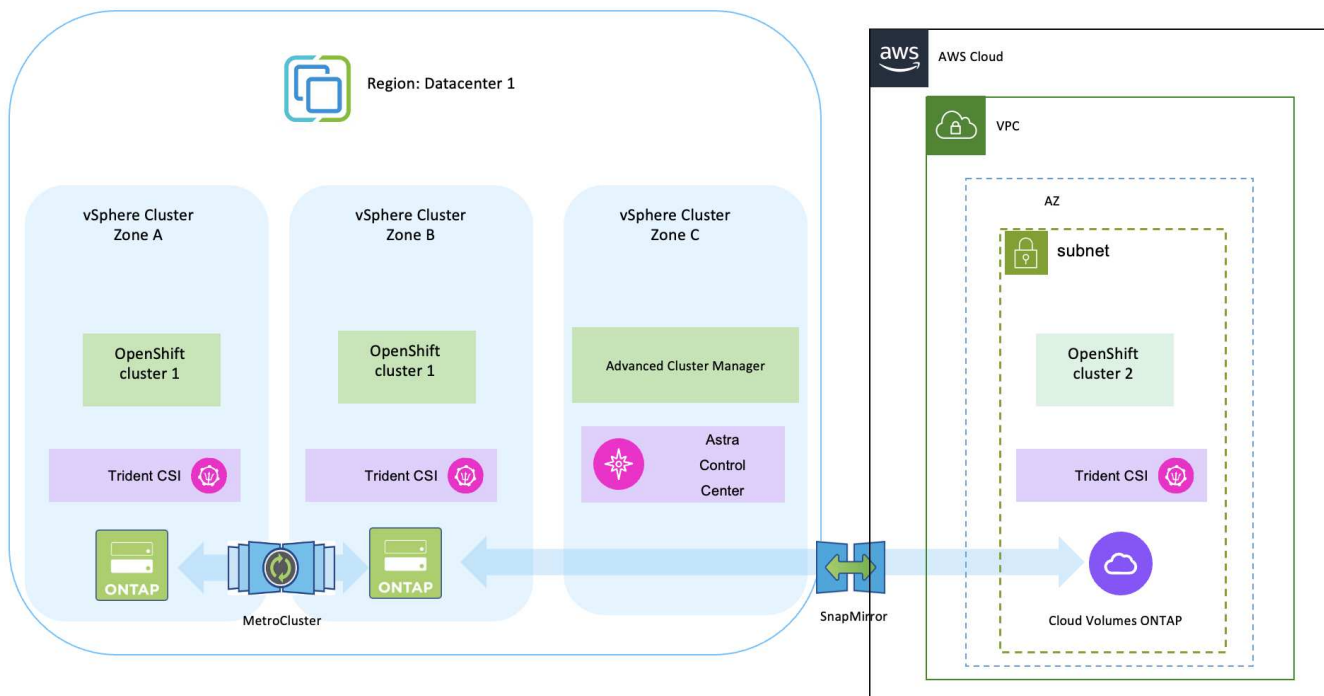 Region: Datacenter 1
aws
AWS Cloud
VPC
AZ
subnet
vSphere Cluster
Zone A
vSphere Cluster
Zone B
vSphere Cluster
Zone C
OpenShift
cluster 1
OpenShift
cluster 1
Advanced Cluster Manager
OpenShift
cluster 2
Trident CSI
Trident CSI
Astra
Control
Center
Trident CSI
ONTAP
ONTAP
MetroCluster
SnapMirror
Cloud Volumes ONTAP